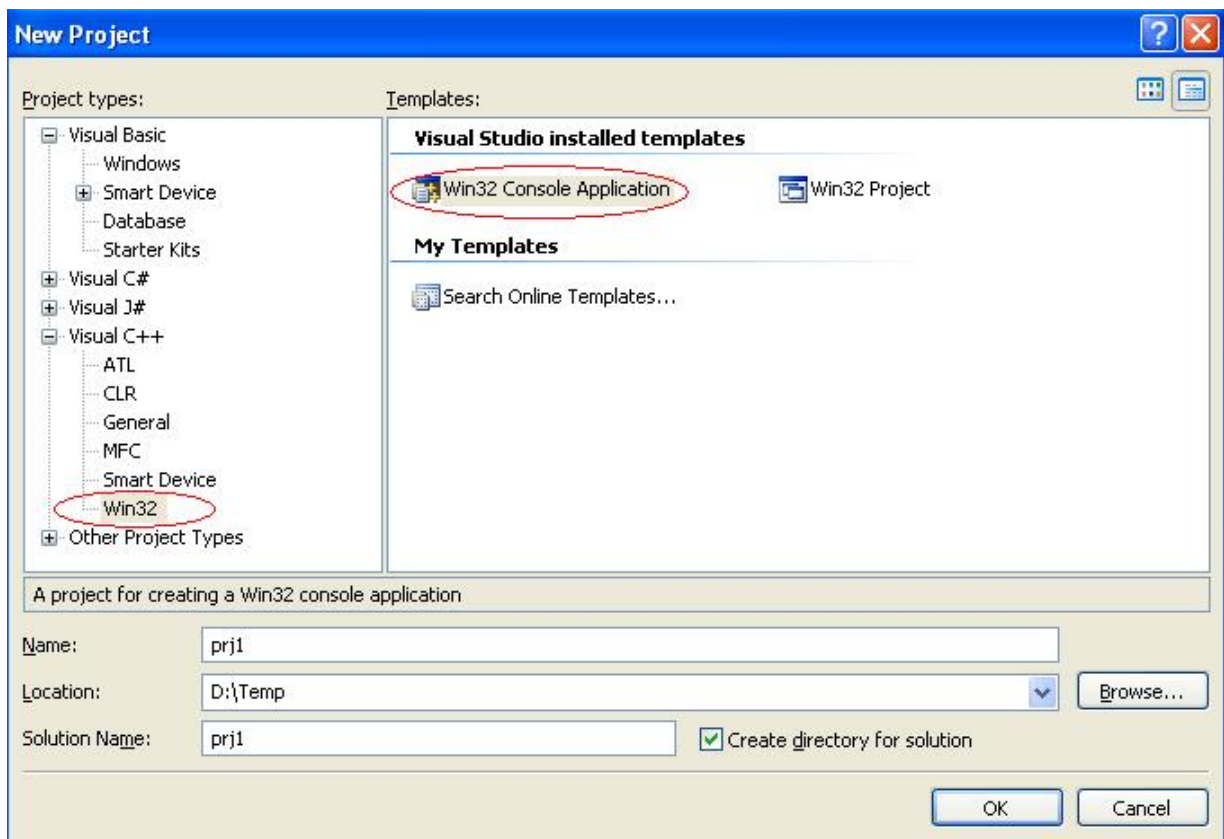 New Project
Project types:
Templates:
Visual Basic
Windows
Smart Device
Database
Starter Kits
Visual C#
Visual J#
Visual C++
ATL
CLR
General
MFC
Smart Device
Win32
Other Project Types
Visual Studio installed templates
Win32 Console Application
Win32 Project
My Templates
Search Online Templates...
A project for creating a Win32 console application
Name:
prj1
Location:
D:\Temp
Browse...
Solution Name:
prj1
Create directory for solution
OK
Cancel